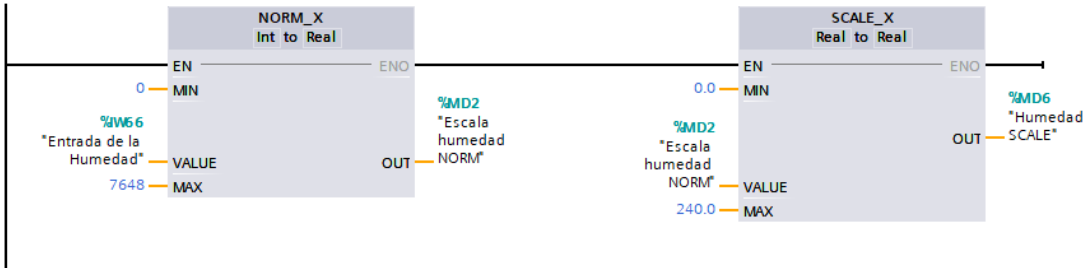 NORM_X
Int to Real
EN
ENO
0
MIN
%IW66
"Entrada de la
Humedad"
VALUE
7648
MAX
%MD2
"Escala
humedad
NORM"
OUT
SCALE_X
Real to Real
EN
ENO
0.0
MIN
%MD2
"Escala
humedad
NORM"
VALUE
240.0
MAX
%MD6
"Humedad
SCALE"
OUT